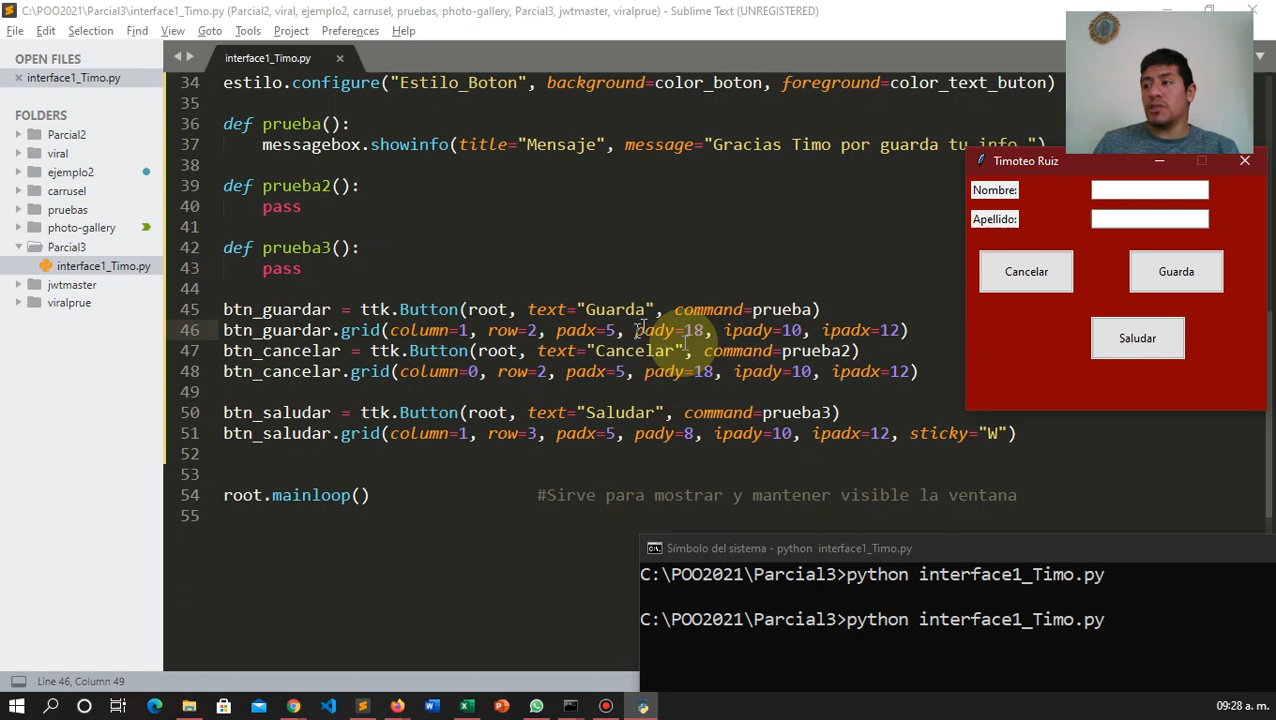 C:\POO2021\Parcial3\interface1_Timo.py (Parcial2, viral, ejemplo2, carrusel, pruebas, photo-gallery, Parcial3, jwtmaster, viralprue) - Sublime Text (UNREGISTERED)
File Edit Selection Find View Goto Tools Project Preferences Help
OPEN FILES
interface1_Timo.py
FOLDERS
Parcial2
viral
ejemplo2
carrusel
pruebas
photo-gallery
Parcial3
interface1_Timo.py
jwtmaster
viralprue
interface1_Timo.py
34 estilo.configure("Estilo_Boton", background=color_boton, foreground=color_text_buton)
35
36 def prueba():
37 messagebox.showinfo(title="Mensaje", message="Gracias Timo por guarda tu info.")
38
39 def prueba2():
40 pass
41
42 def prueba3():
43 pass
44
45 btn_guardar = ttk.Button(root, text="Guarda", command=prueba)
46 btn_guardar.grid(column=1, row=2, padx=5, pady=18, ipady=10, ipadx=12)
47 btn_cancelar = ttk.Button(root, text="Cancelar", command=prueba2)
48 btn_cancelar.grid(column=0, row=2, padx=5, pady=18, ipady=10, ipadx=12)
49
50 btn_saludar = ttk.Button(root, text="Saludar", command=prueba3)
51 btn_saludar.grid(column=1, row=3, padx=5, pady=8, ipady=10, ipadx=12, sticky="W")
52
53
54 root.mainloop() #Sirve para mostrar y mantener visible la ventana
55
Timoteo Ruiz
Nombre:
Apellido:
Cancelar Guarda
Saludar
Símbolo del sistema - python interface1_Timo.py
C:\POO2021\Parcial3>python interface1_Timo.py
C:\POO2021\Parcial3>python interface1_Timo.py
Line 46, Column 49
09:28 a. m.